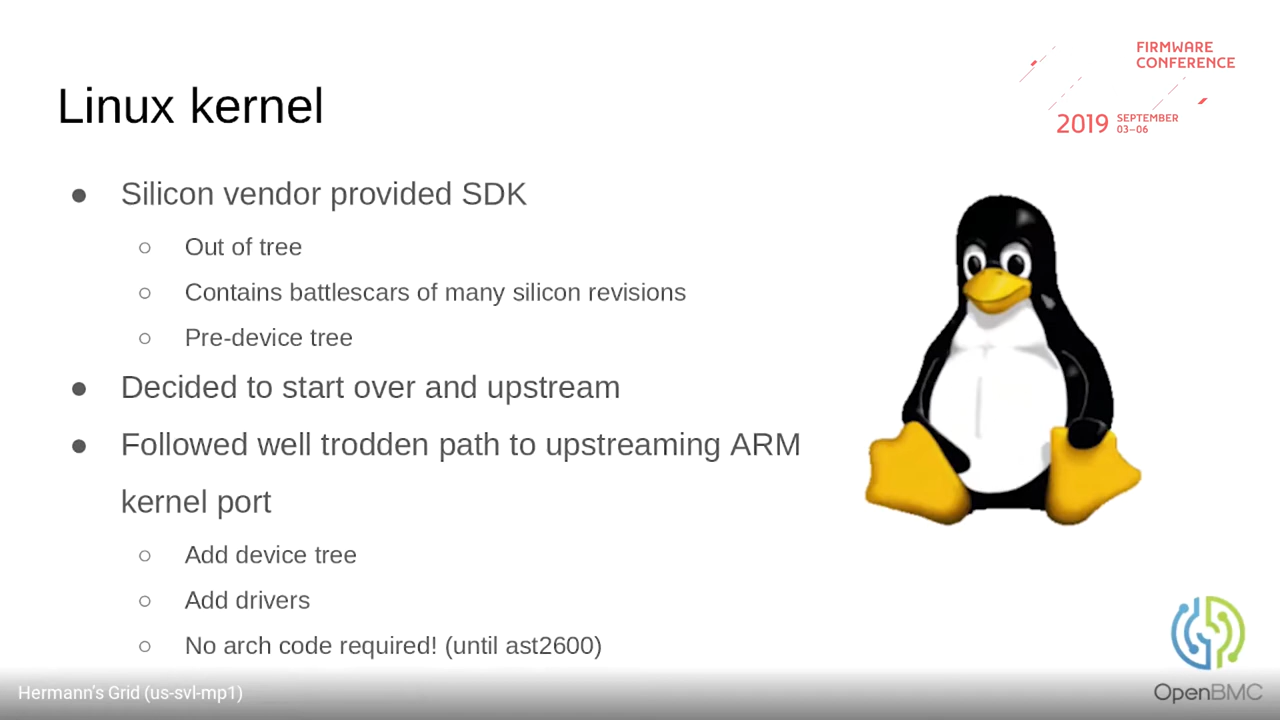 FIRMWARE
CONFERENCE
2019 SEPTEMBER
03–06
Linux kernel
● Silicon vendor provided SDK
○ Out of tree
○ Contains battlescars of many silicon revisions
○ Pre-device tree
● Decided to start over and upstream
● Followed well trodden path to upstreaming ARM
kernel port
○ Add device tree
○ Add drivers
○ No arch code required! (until ast2600)
Hermann's Grid (us-svl-mp1)
OpenBMC